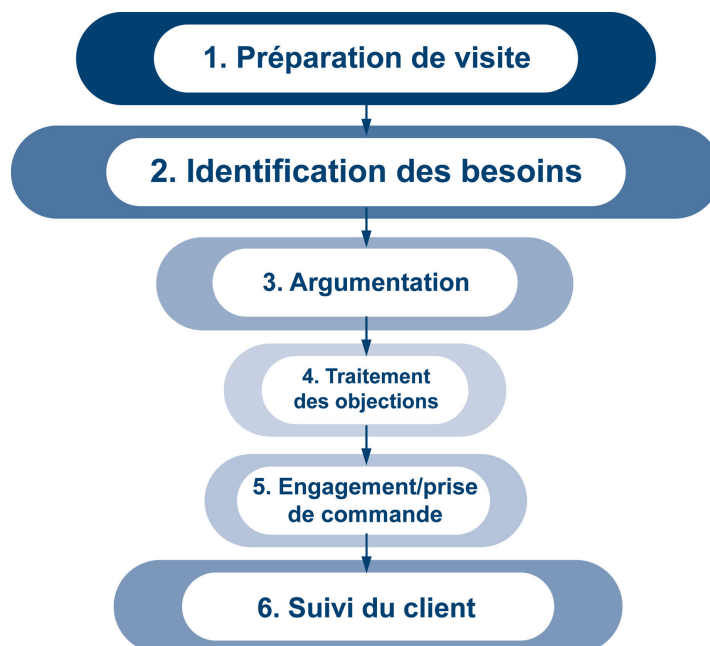 1. Préparation de visite
2. Identification des besoins
3. Argumentation
4. Traitement
des objections
5. Engagement/prise
de commande
6. Suivi du client